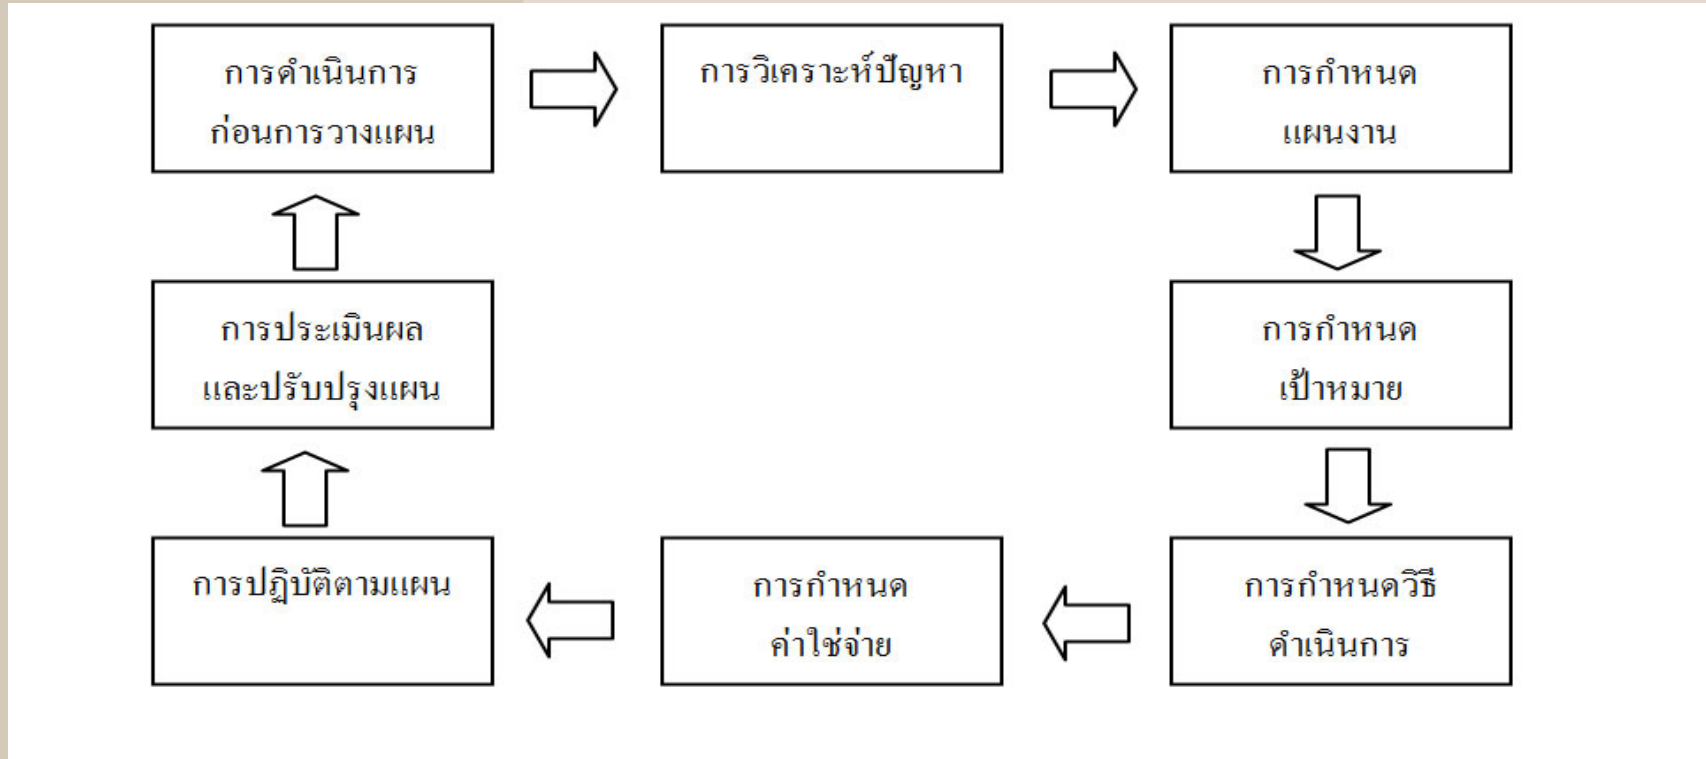 การดำเนินการ
ก่อนการวางแผน
การวิเคราะห์ปัญหา
การกำหนด
แผนงาน
การกำหนด
เป้าหมาย
การกำหนดวิธี
ดำเนินการ
การกำหนด
ค่าใช่จ่าย
การปฏิบัติตามแผน
การประเมินผล
และปรับปรุงแผน